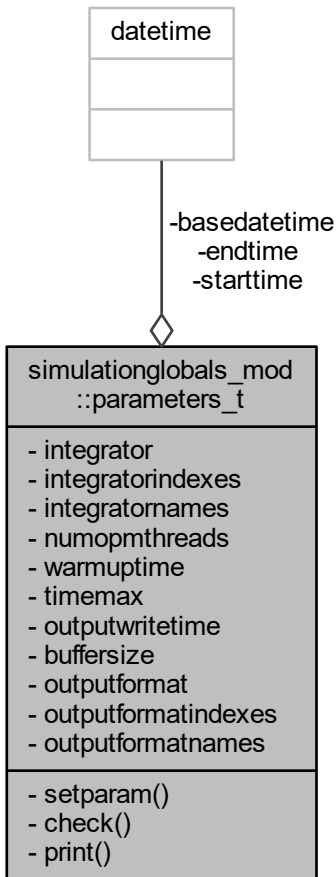 datetime
-basedatetime
-endtime
-starttime
simulationglobals_mod
::parameters_t
- integrator
- integratorindexes
- integratornames
- numopmthreads
- warmuptime
- timemax
- outputwritetime
- buffersize
- outputformat
- outputformatindexes
- outputformatnames
- setparam()
- check()
- print()